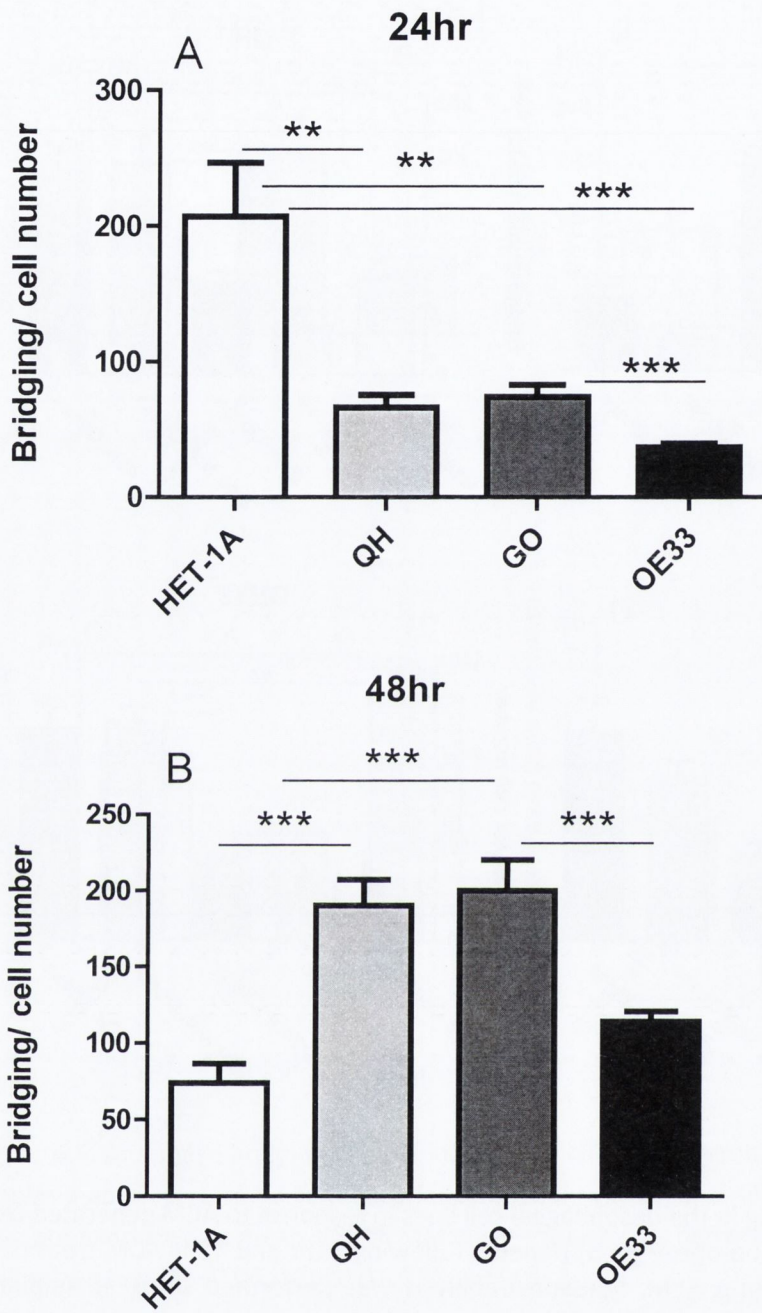 24hr
A
300
200
100
0
Bridging/ cell number
**
**
***
***
HET-1A
QH
GO
OE33
48hr
B
250
200
150
100
50
0
Bridging/ cell number
***
***
***
HET-1A
QH
GO
OE33